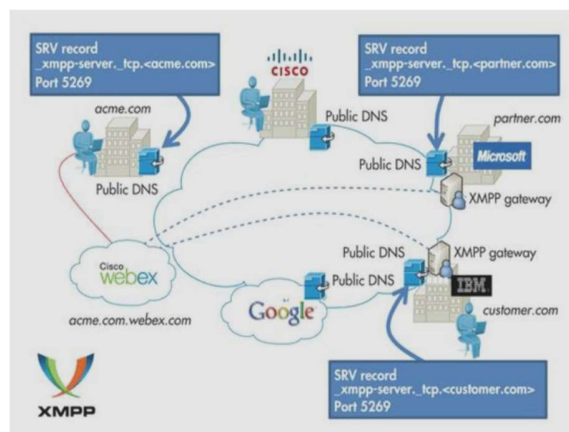 SRV record
_xmpp-server._tcp.<acme.com>
Port 5269
SRV record
_xmpp-server._tcp.<partner.com>
Port 5269
CISCO
acme.com
Public DNS
partner.com
Public DNS
Microsoft
Public DNS
XMPP gateway
Cisco
webex
acme.com.webex.com
Public DNS
XMPP gateway
Public DNS
Google
IBM
customer.com
XMPP
SRV record
_xmpp-server._tcp.<customer.com>
Port 5269